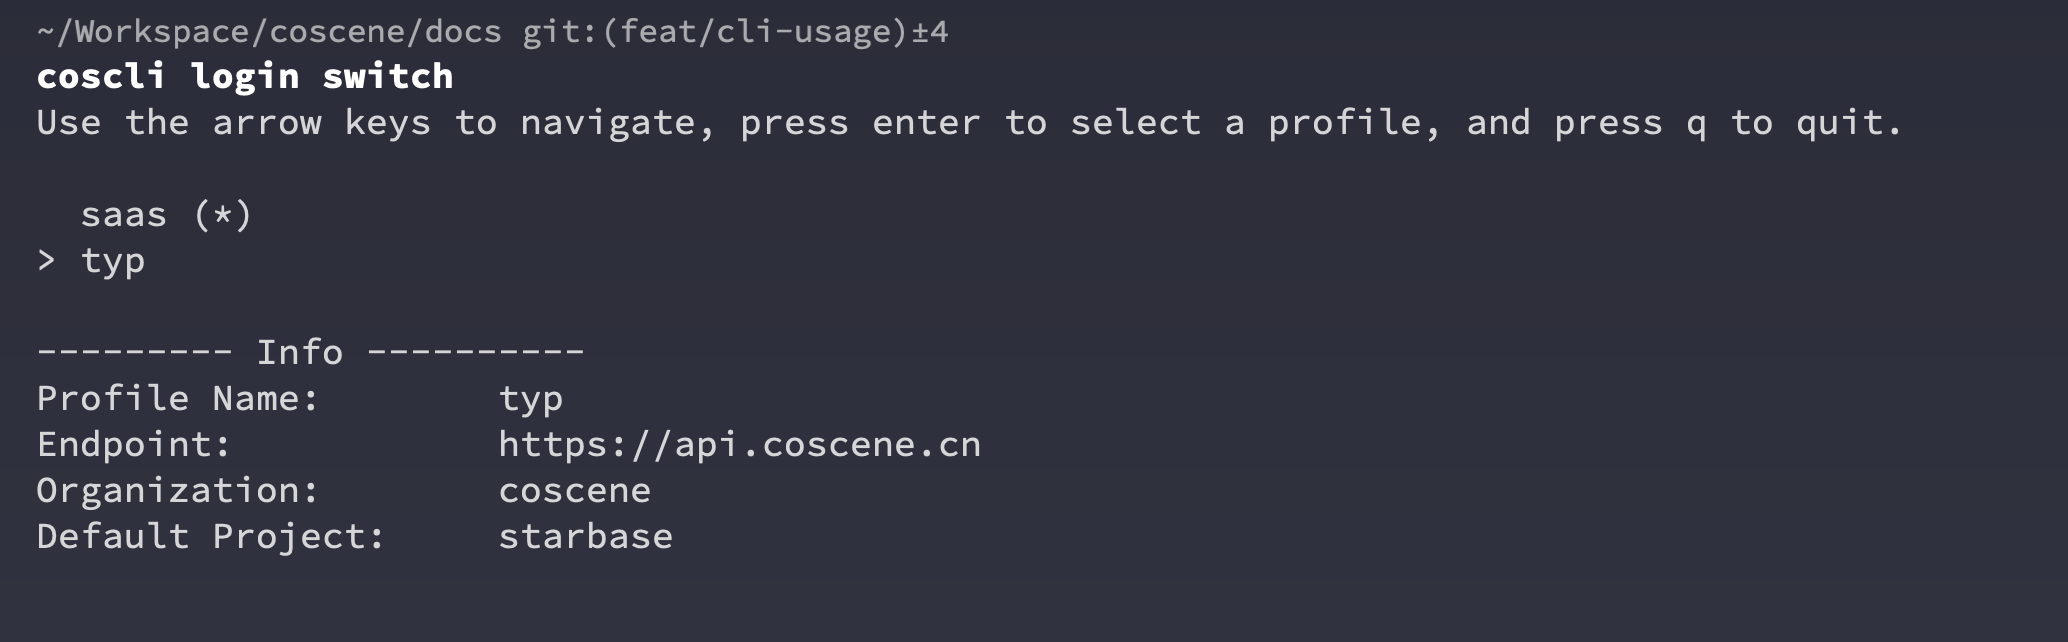 ~/Workspace/coscene/docs git:(feat/cli-usage)±4
coscli login switch
Use the arrow keys to navigate, press enter to select a profile, and press q to quit.
saas (*)
> typ
--------- Info ----------
Profile Name: typ
Endpoint: https://api.coscene.cn
Organization: coscene
Default Project: starbase